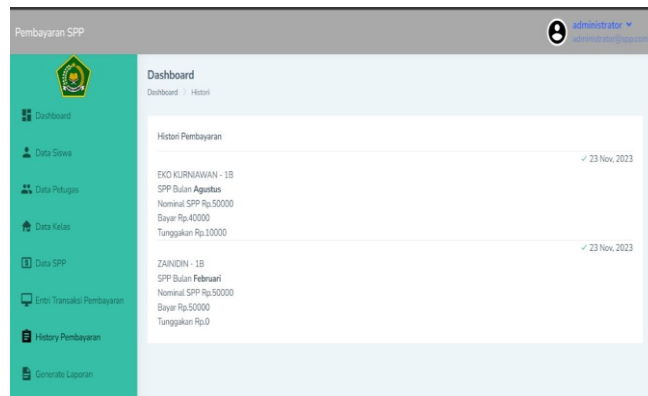 Pembayaran SPP
administrator
administrator@spp.com
Dashboard
Data Siswa
Data Petugas
Data Kelas
Data SPP
Entri Transaksi Pembayaran
History Pembayaran
Generate Laporan
Dashboard
Dashboard > Histori
Histori Pembayaran
23 Nov, 2023
EKO KURNIAWAN - 1B
SPP Bulan Agustus
Nominal SPP Rp.50000
Bayar Rp.40000
Tunggakan Rp.10000
23 Nov, 2023
ZAINIDIN - 1B
SPP Bulan Februari
Nominal SPP Rp.50000
Bayar Rp.50000
Tunggakan Rp.0